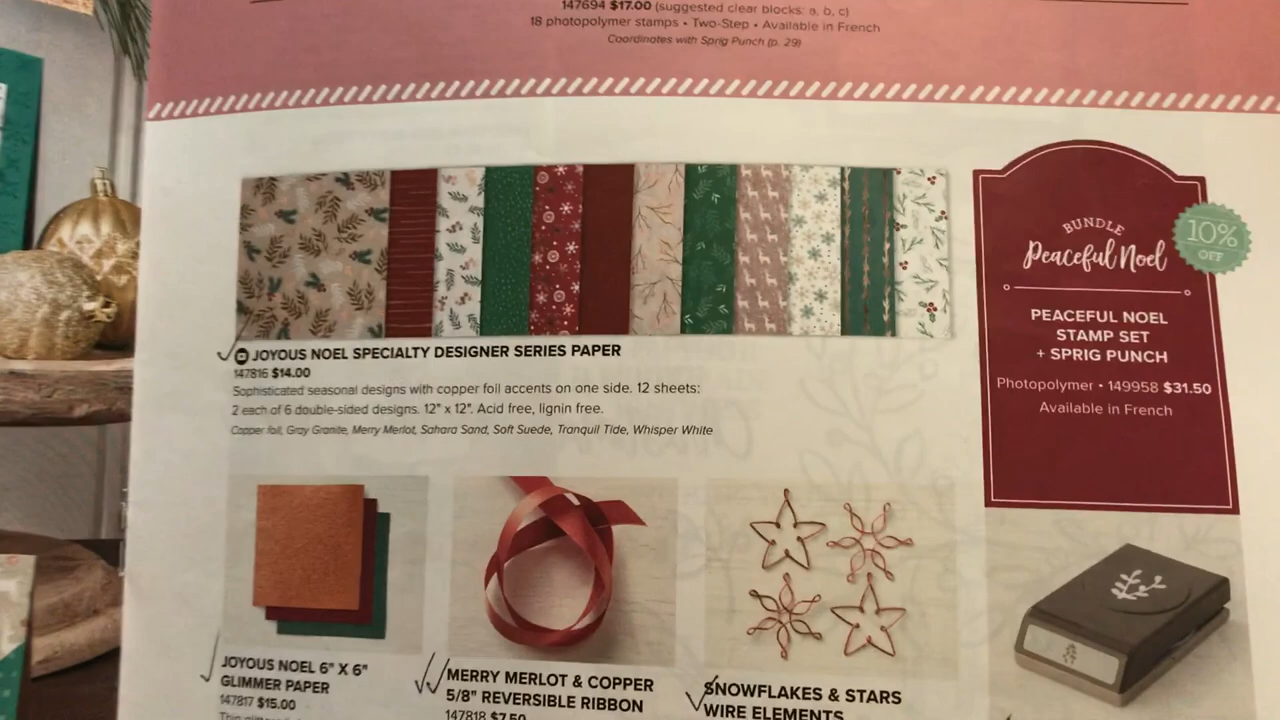 147694 $17.00 (suggested clear blocks: a, b, c)
18 photopolymer stamps • Two-Step • Available in French
Coordinates with Sprig Punch (p. 29)
JOYOUS NOEL SPECIALTY DESIGNER SERIES PAPER
147816 $14.00
Sophisticated seasonal designs with copper foil accents on one side. 12 sheets:
2 each of 6 double-sided designs. 12" x 12". Acid free, lignin free.
Copper foil, Gray Granite, Merry Merlot, Sahara Sand, Soft Suede, Tranquil Tide, Whisper White
BUNDLE
Peaceful Noel
10%
OFF
PEACEFUL NOEL
STAMP SET
+ SPRIG PUNCH
Photopolymer • 149958 $31.50
Available in French
JOYOUS NOEL 6" X 6"
GLIMMER PAPER
147817 $15.00
MERRY MERLOT & COPPER
5/8" REVERSIBLE RIBBON
147818 $7.50
SNOWFLAKES & STARS
WIRE ELEMENTS